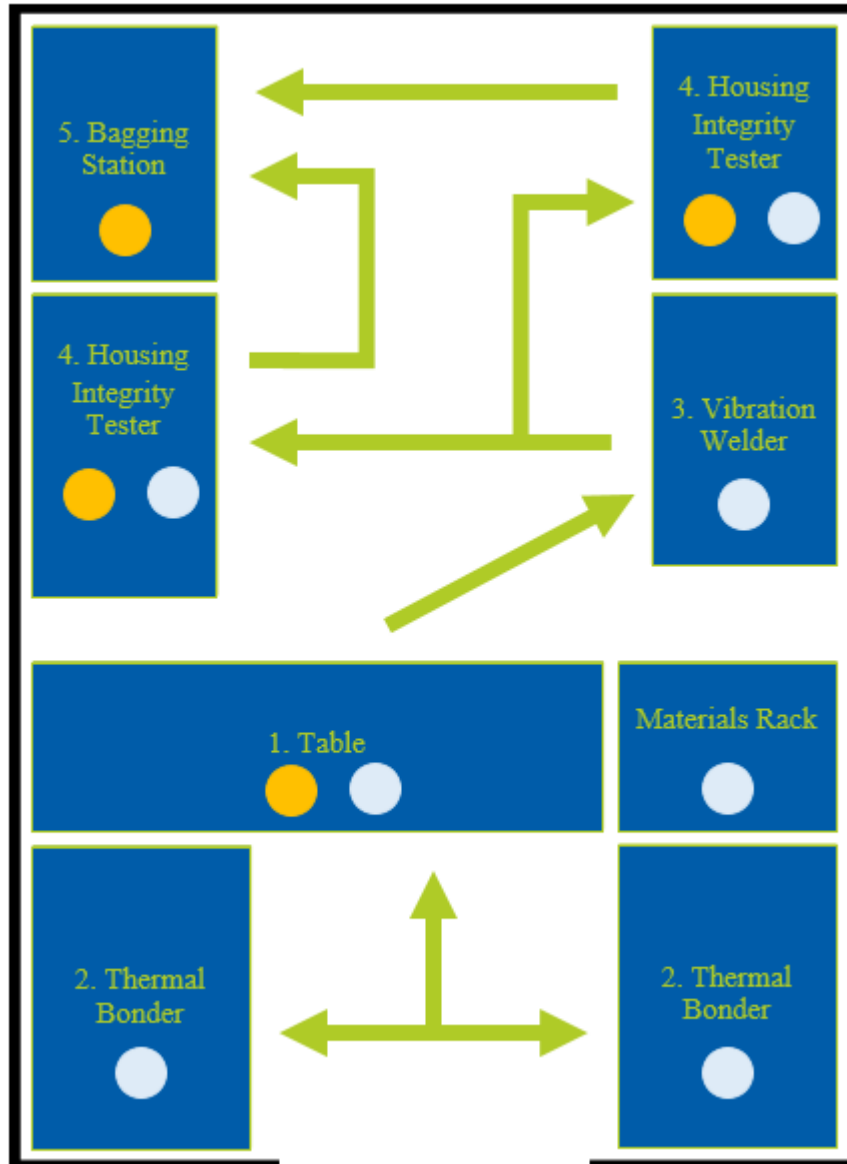 5. Bagging
Station
4. Housing
Integrity
Tester
4. Housing
Integrity
Tester
3. Vibration
Welder
1. Table
Materials Rack
2. Thermal
Bonder
2. Thermal
Bonder